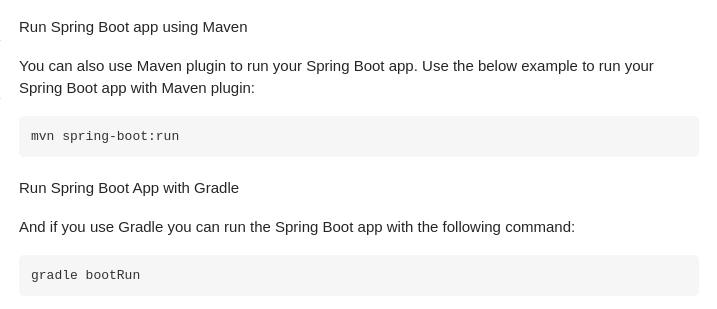 Run Spring Boot app using Maven
You can also use Maven plugin to run your Spring Boot app. Use the below example to run your
Spring Boot app with Maven plugin:
mvn spring-boot:run
Run Spring Boot App with Gradle
And if you use Gradle you can run the Spring Boot app with the following command:
gradle bootRun